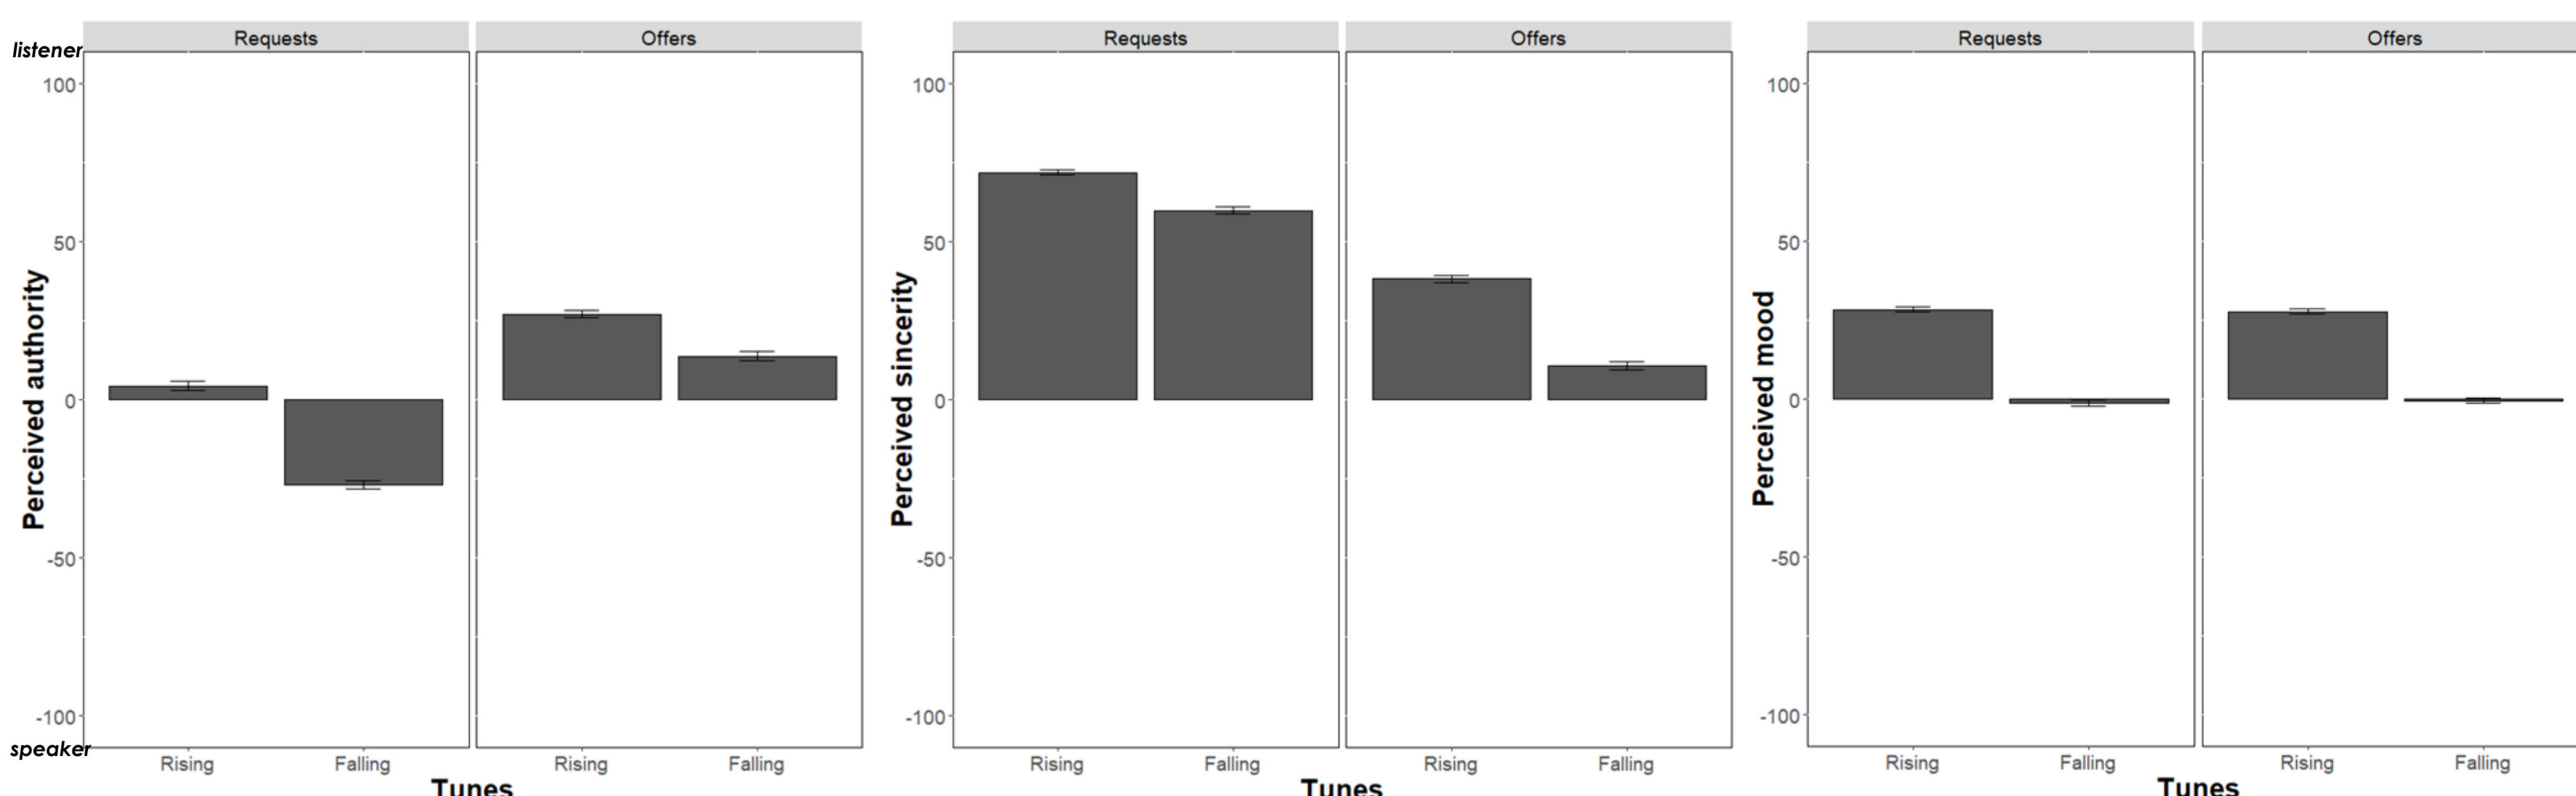 Requests Offers
listener
100
50
0
-50
-100
speaker
Perceived authority
Rising Falling Rising Falling
Tunes
Requests Offers
100
50
0
-50
-100
Perceived sincerity
Rising Falling Rising Falling
Tunes
Requests Offers
100
50
0
-50
-100
Perceived mood
Rising Falling Rising Falling
Tunes